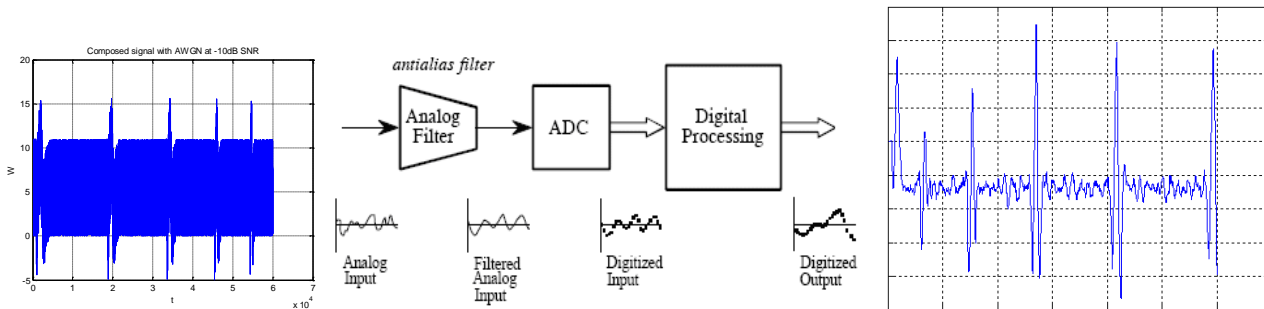 Composed signal with AWGN at -10dB SNR
20
15
10
5
0
-5
W
0
1
2
3
4
5
6
7
t
x 10^4
antialias filter
Analog
Filter
ADC
Digital
Processing
Analog
Input
Filtered
Analog
Input
Digitized
Input
Digitized
Output